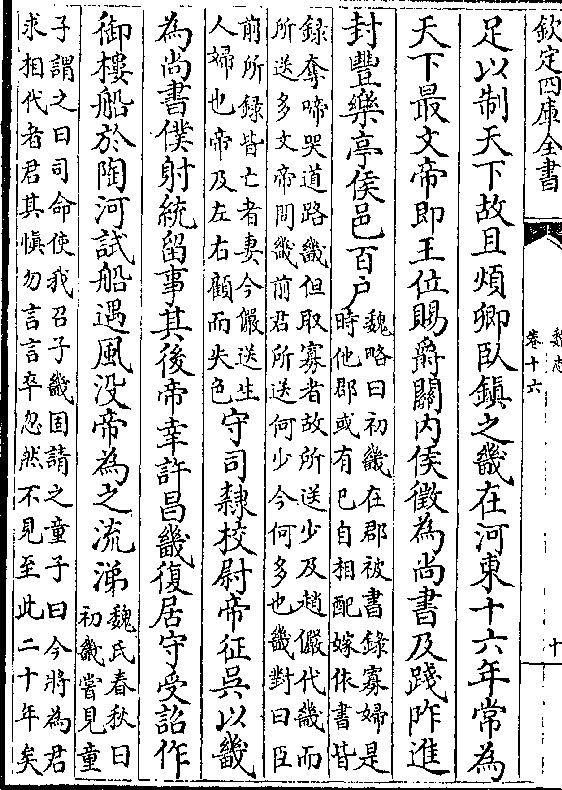 欽定四庫全書
魏志
卷十六
十
足以制天下故且煩卿臥鎮之畿在河東十六年常為
天下最文帝即王位賜爵關内侯徵為尚書及踐阼進
封豐樂亭侯邑百户
魏略曰初畿在郡被書錄寡婦是
時他郡或有已自相配嫁依書皆
錄奪啼哭道路畿但取寡者故所送少及趙儼代畿而
所送多文帝問畿前君所送何少今何多也畿對曰臣
前所錄皆亡者妻今儼送生
人婦也帝及左右顧而失色
守司隸校尉帝征吳以畿
為尚書僕射統留事其後帝幸許昌畿復居守受詔作
御樓船於陶河試船遇風没帝為之流涕
魏氏春秋曰
初畿嘗見童
子謂之曰司命使我召子畿固請之童子曰今將為君
求相代者君其慎勿言言卒忽然不見至此二十年矣